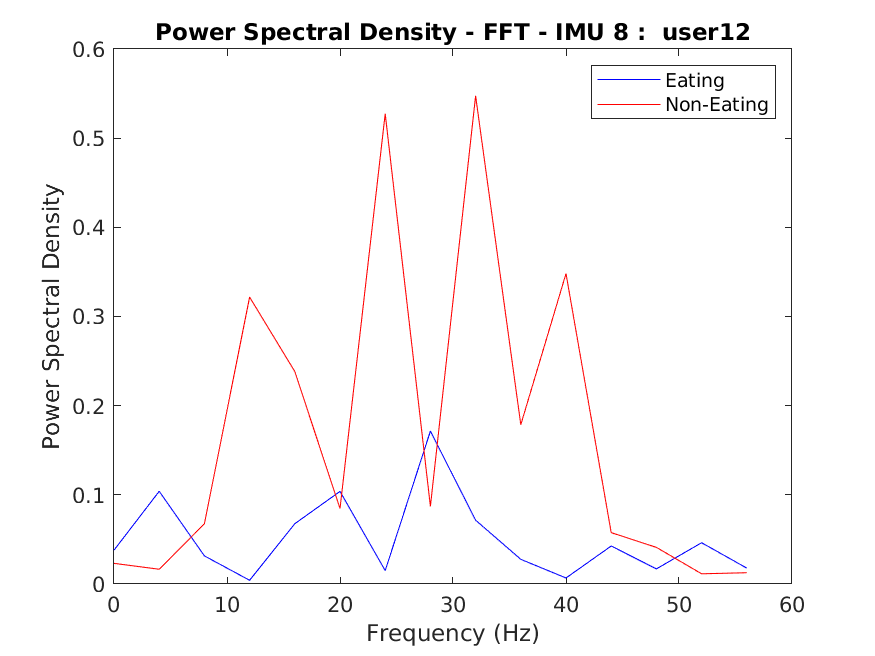 Power Spectral Density - FFT - IMU 8 :  user12
Eating
Non-Eating
Power Spectral Density
0.6
0.5
0.4
0.3
0.2
0.1
0
0 10 20 30 40 50 60
Frequency (Hz)